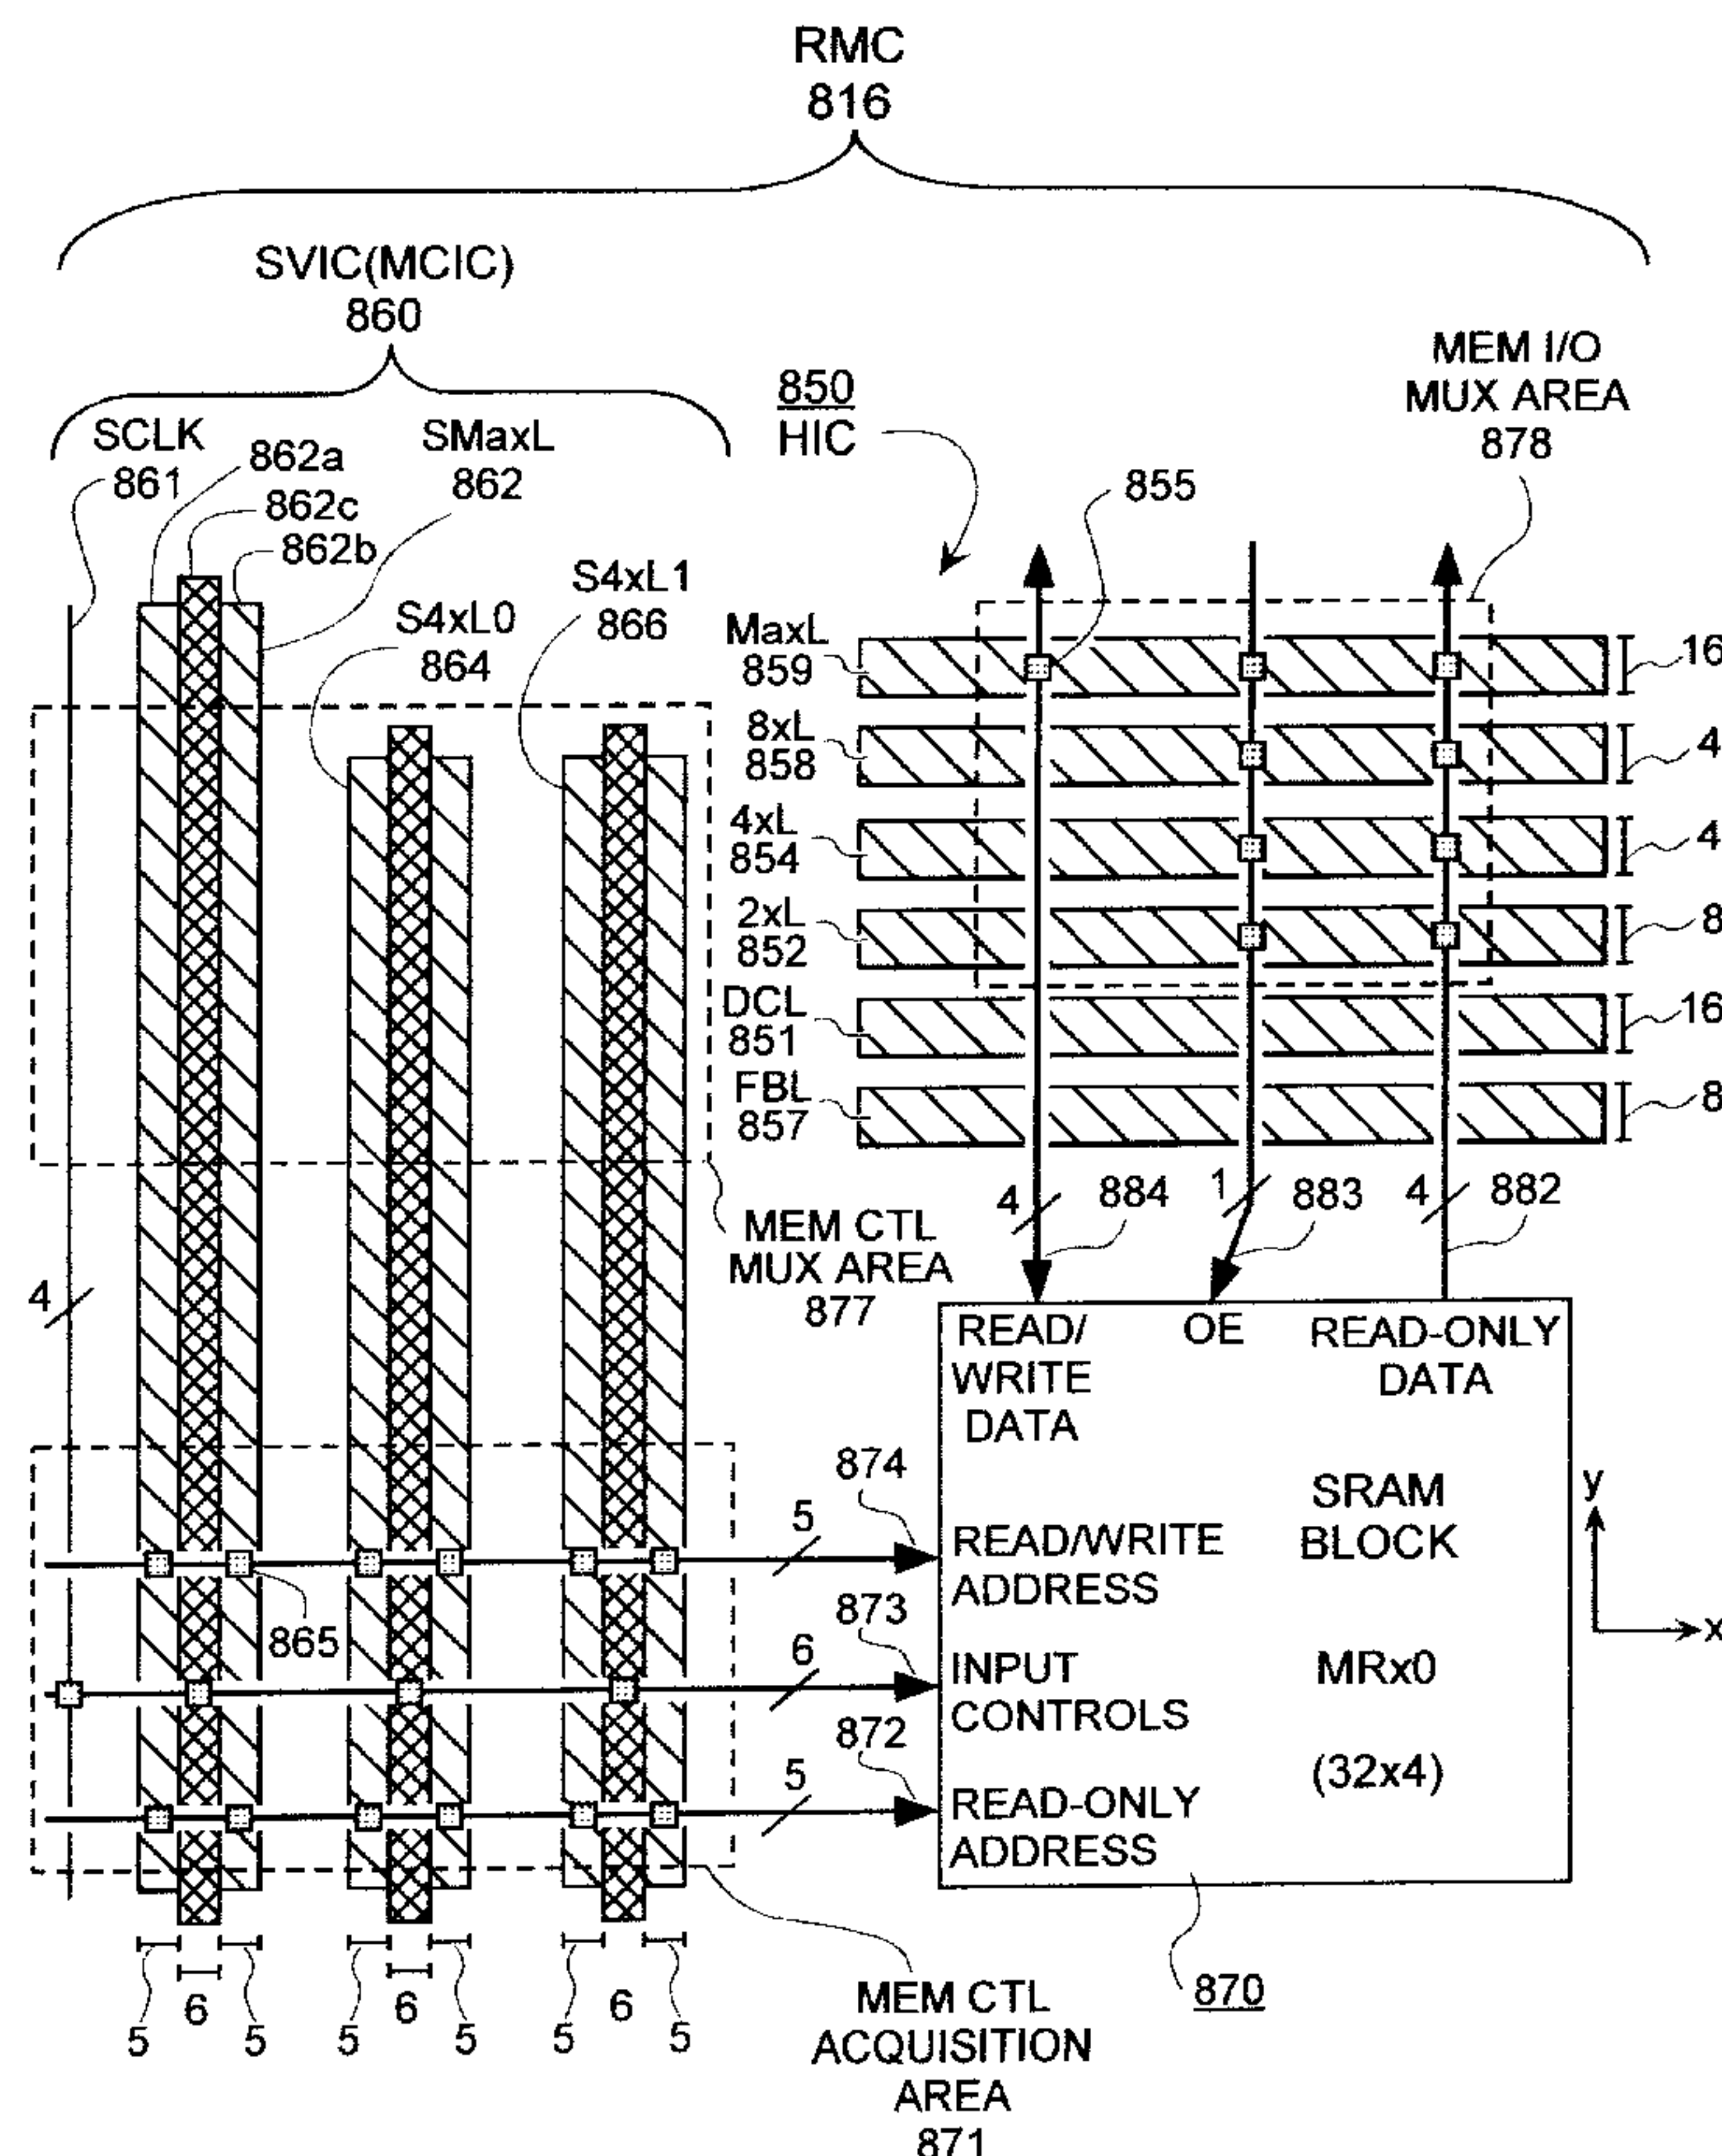 RMC
816
SVIC(MCIC)
860
SCLK
861
862a
862c
862b
SMaxL
862
S4xL0
864
S4xL1
866
850
HIC
855
MEM I/O
MUX AREA
878
MaxL
859
16
8xL
858
4
4xL
854
4
2xL
852
8
DCL
851
16
FBL
857
8
4
884
1
883
4
882
MEM CTL
MUX AREA
877
4
READ/
WRITE
DATA
OE
READ-ONLY
DATA
874
5
READ/WRITE
ADDRESS
SRAM
BLOCK
865
873
6
INPUT
CONTROLS
MRx0
872
5
READ-ONLY
ADDRESS
(32x4)
y
x
5
6
5
5
6
5
5
6
5
870
MEM CTL
ACQUISITION
AREA
871